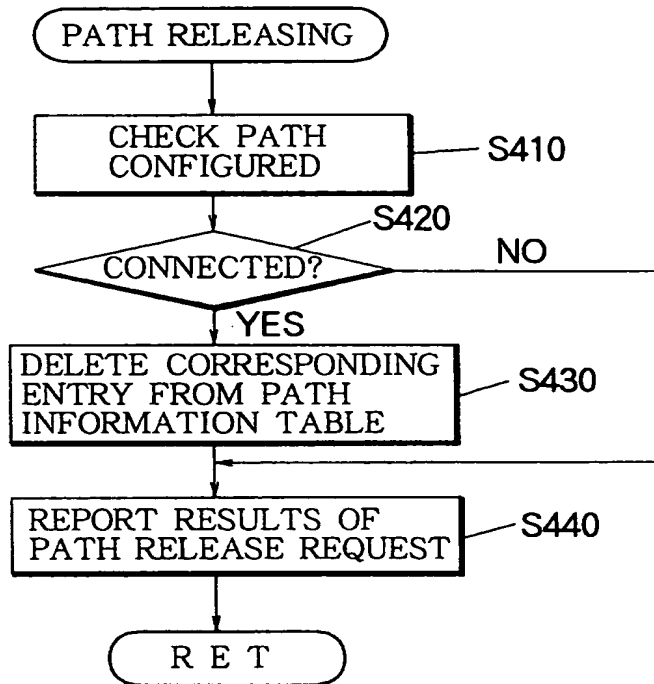 PATH RELEASING
CHECK PATH
CONFIGURED
S410
S420
CONNECTED?
NO
YES
DELETE CORRESPONDING
ENTRY FROM PATH
INFORMATION TABLE
S430
REPORT RESULTS OF
PATH RELEASE REQUEST
S440
R E T